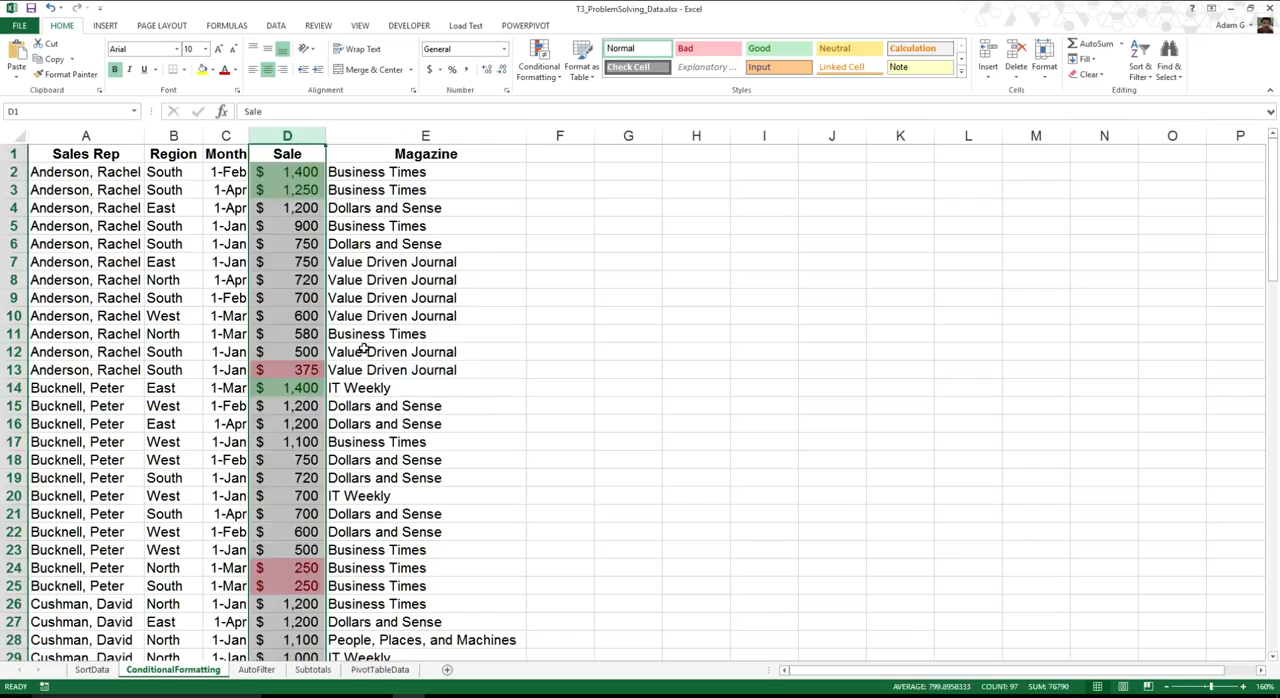 T3_ProblemSolving_Data.xlsx - Excel
FILE HOME INSERT PAGE LAYOUT FORMULAS DATA REVIEW VIEW DEVELOPER Load Test POWERPIVOT Adam G
Cut
Copy
Format Painter
Paste
Clipboard
Arial 10
B I U
Font
Wrap Text
Merge & Center
Alignment
General
$ % ,
Number
Conditional Formatting
Format as Table
Normal Bad Good Neutral Calculation
Check Cell Explanatory ... Input Linked Cell Note
Styles
Insert Delete Format
Cells
AutoSum
Fill
Clear
Sort & Filter
Find & Select
Editing
D1 fx Sale
A B C D E F G H I J K L M N O P
1 Sales Rep Region Month Sale Magazine
2 Anderson, Rachel South 1-Feb $ 1,400 Business Times
3 Anderson, Rachel South 1-Apr $ 1,250 Business Times
4 Anderson, Rachel East 1-Apr $ 1,200 Dollars and Sense
5 Anderson, Rachel South 1-Jan $ 900 Business Times
6 Anderson, Rachel South 1-Jan $ 750 Dollars and Sense
7 Anderson, Rachel East 1-Jan $ 750 Value Driven Journal
8 Anderson, Rachel North 1-Apr $ 720 Value Driven Journal
9 Anderson, Rachel South 1-Feb $ 700 Value Driven Journal
10 Anderson, Rachel West 1-Mar $ 600 Value Driven Journal
11 Anderson, Rachel North 1-Mar $ 580 Business Times
12 Anderson, Rachel South 1-Jan $ 500 Value Driven Journal
13 Anderson, Rachel South 1-Jan $ 375 Value Driven Journal
14 Bucknell, Peter East 1-Mar $ 1,400 IT Weekly
15 Bucknell, Peter West 1-Feb $ 1,200 Dollars and Sense
16 Bucknell, Peter East 1-Apr $ 1,200 Dollars and Sense
17 Bucknell, Peter West 1-Jan $ 1,100 Business Times
18 Bucknell, Peter West 1-Feb $ 750 Dollars and Sense
19 Bucknell, Peter South 1-Jan $ 720 Dollars and Sense
20 Bucknell, Peter West 1-Jan $ 700 IT Weekly
21 Bucknell, Peter South 1-Apr $ 700 Dollars and Sense
22 Bucknell, Peter West 1-Feb $ 600 Dollars and Sense
23 Bucknell, Peter West 1-Jan $ 500 Business Times
24 Bucknell, Peter North 1-Mar $ 250 Business Times
25 Bucknell, Peter South 1-Mar $ 250 Business Times
26 Cushman, David North 1-Jan $ 1,200 Business Times
27 Cushman, David East 1-Apr $ 1,200 Dollars and Sense
28 Cushman, David North 1-Jan $ 1,100 People, Places, and Machines
29 Cushman, David West 1-Jan $ 1,000 IT Weekly
SortData ConditionalFormatting AutoFilter Subtotals PivotTableData
READY AVERAGE: 799.8958333 COUNT: 97 SUM: 76790 160%